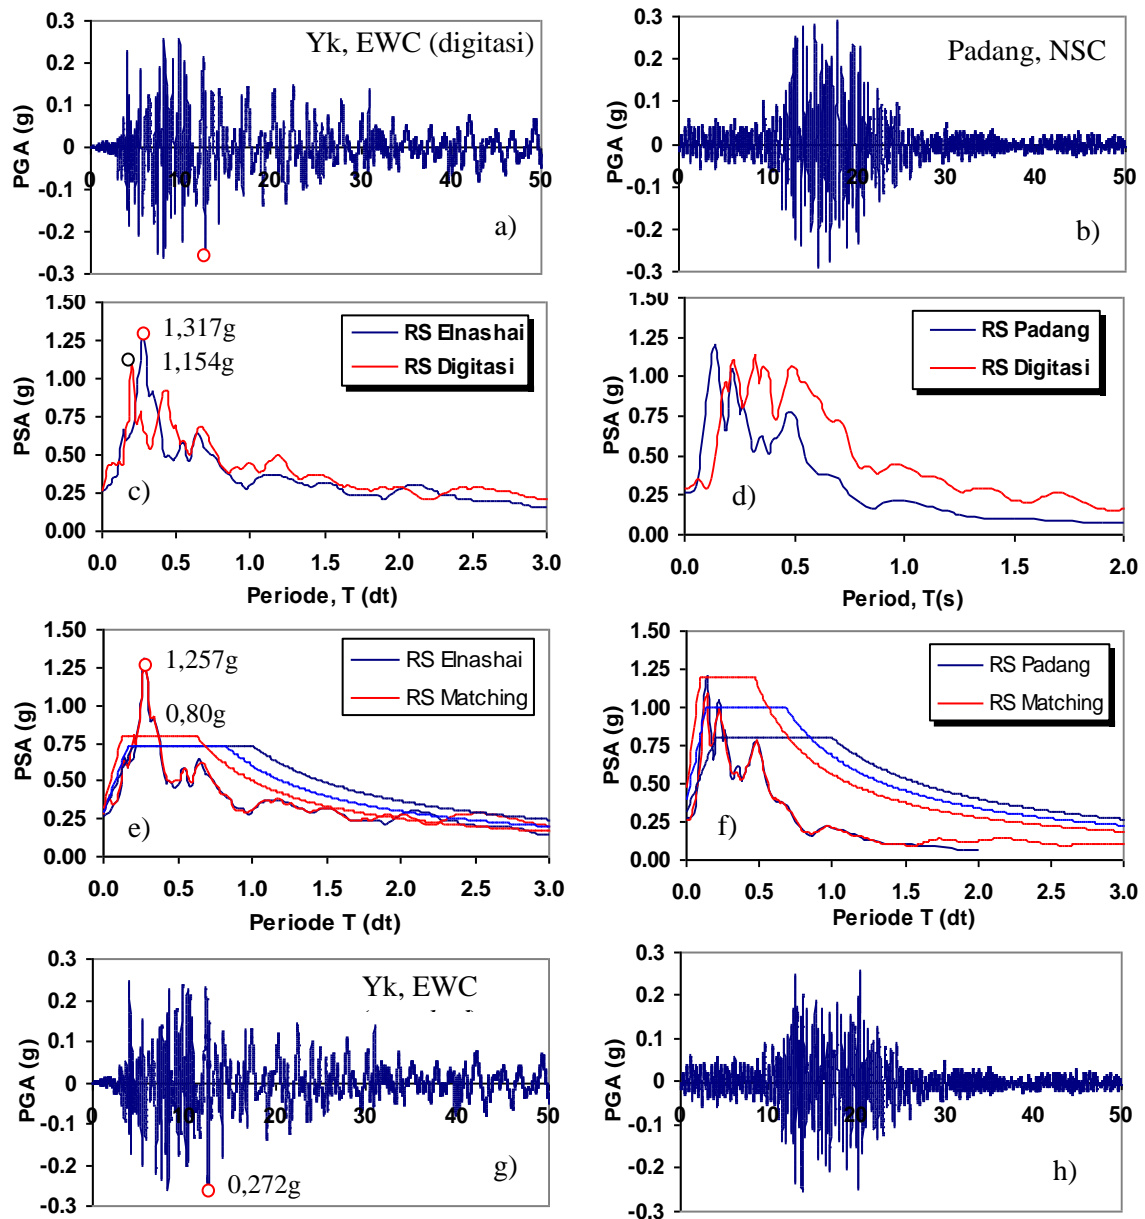 0.3
0.2
0.1
0
-0.1
-0.2
-0.3
PGA (g)
0 10 20 30 40 50
Yk, EWC (digitasi)
a)
0.3
0.2
0.1
0
-0.1
-0.2
-0.3
PGA (g)
0 10 20 30 40 50
Padang, NSC
b)
1.50
1.25
1.00
0.75
0.50
0.25
0.00
PSA (g)
1,317g
1,154g
RS Elnashai
RS Digitasi
c)
0.0 0.5 1.0 1.5 2.0 2.5 3.0
Periode, T (dt)
1.50
1.25
1.00
0.75
0.50
0.25
0.00
PSA (g)
RS Padang
RS Digitasi
d)
0.0 0.5 1.0 1.5 2.0
Period, T(s)
1.50
1.25
1.00
0.75
0.50
0.25
0.00
PSA (g)
1,257g
0,80g
RS Elnashai
RS Matching
e)
0.0 0.5 1.0 1.5 2.0 2.5 3.0
Periode T (dt)
1.50
1.25
1.00
0.75
0.50
0.25
0.00
PSA (g)
RS Padang
RS Matching
f)
0.0 0.5 1.0 1.5 2.0 2.5 3.0
Periode T (dt)
0.3
0.2
0.1
0
-0.1
-0.2
-0.3
PGA (g)
0 10 20 30 40 50
Yk, EWC
0,272g
g)
0.3
0.2
0.1
0
-0.1
-0.2
-0.3
PGA (g)
0 10 20 30 40 50
h)